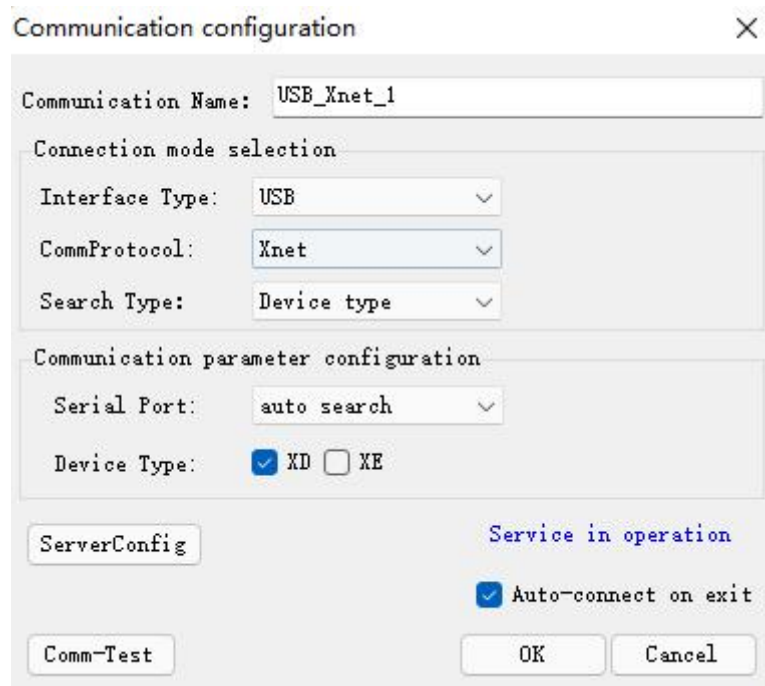 Communication configuration
Communication Name: USB_Xnet_1
Connection mode selection
Interface Type: USB
CommProtocol: Xnet
Search Type: Device type
Communication parameter configuration
Serial Port: auto search
Device Type: XD XE
ServerConfig Service in operation
Auto-connect on exit
Comm-Test OK Cancel